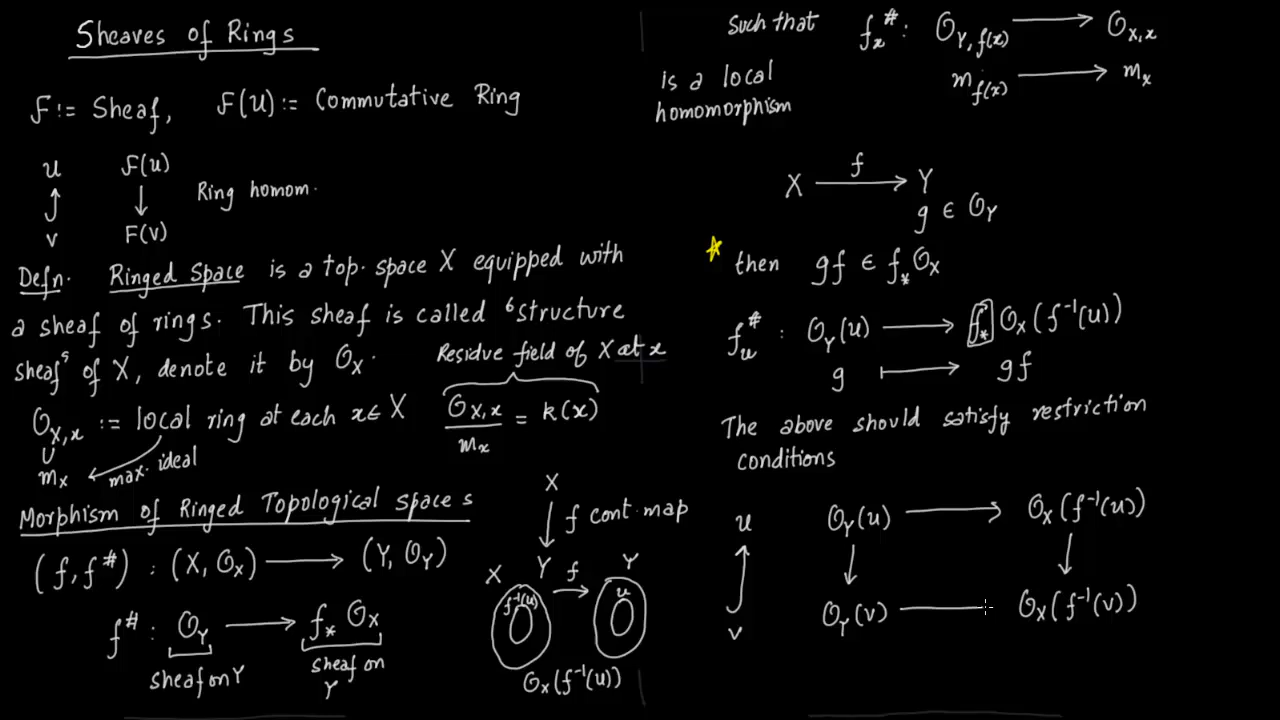 Sheaves of Rings
F := Sheaf, F(U) := Commutative Ring
U F(U)
Ring homom.
V F(V)
Defn. Ringed Space is a top. space X equipped with
a sheaf of rings. This sheaf is called "structure
sheaf" of X, denote it by O_X.
Residue field of X at x
O_{X,x} := local ring at each x ∈ X
O_{X,x} / m_x = k(x)
∪
m_x ← max. ideal
Morphism of Ringed Topological spaces
(f, f^#) : (X, O_X) → (Y, O_Y)
f^# : O_Y → f_* O_X
sheaf on Y sheaf on Y
X
↓ f cont. map
Y
X f → Y
f^{-1}(u) u
O_X(f^{-1}(u))
Such that f_x^# : O_{Y,f(x)} → O_{X,x}
is a local m_{f(x)} → m_x
homomorphism
X f → Y
g ∈ O_Y
* then gf ∈ f_* O_X
f_u^# : O_Y(u) → f_* O_X(f^{-1}(u))
g ↦ gf
The above should satisfy restriction
conditions
U O_Y(u) → O_X(f^{-1}(u))
V O_Y(v) — O_X(f^{-1}(v))